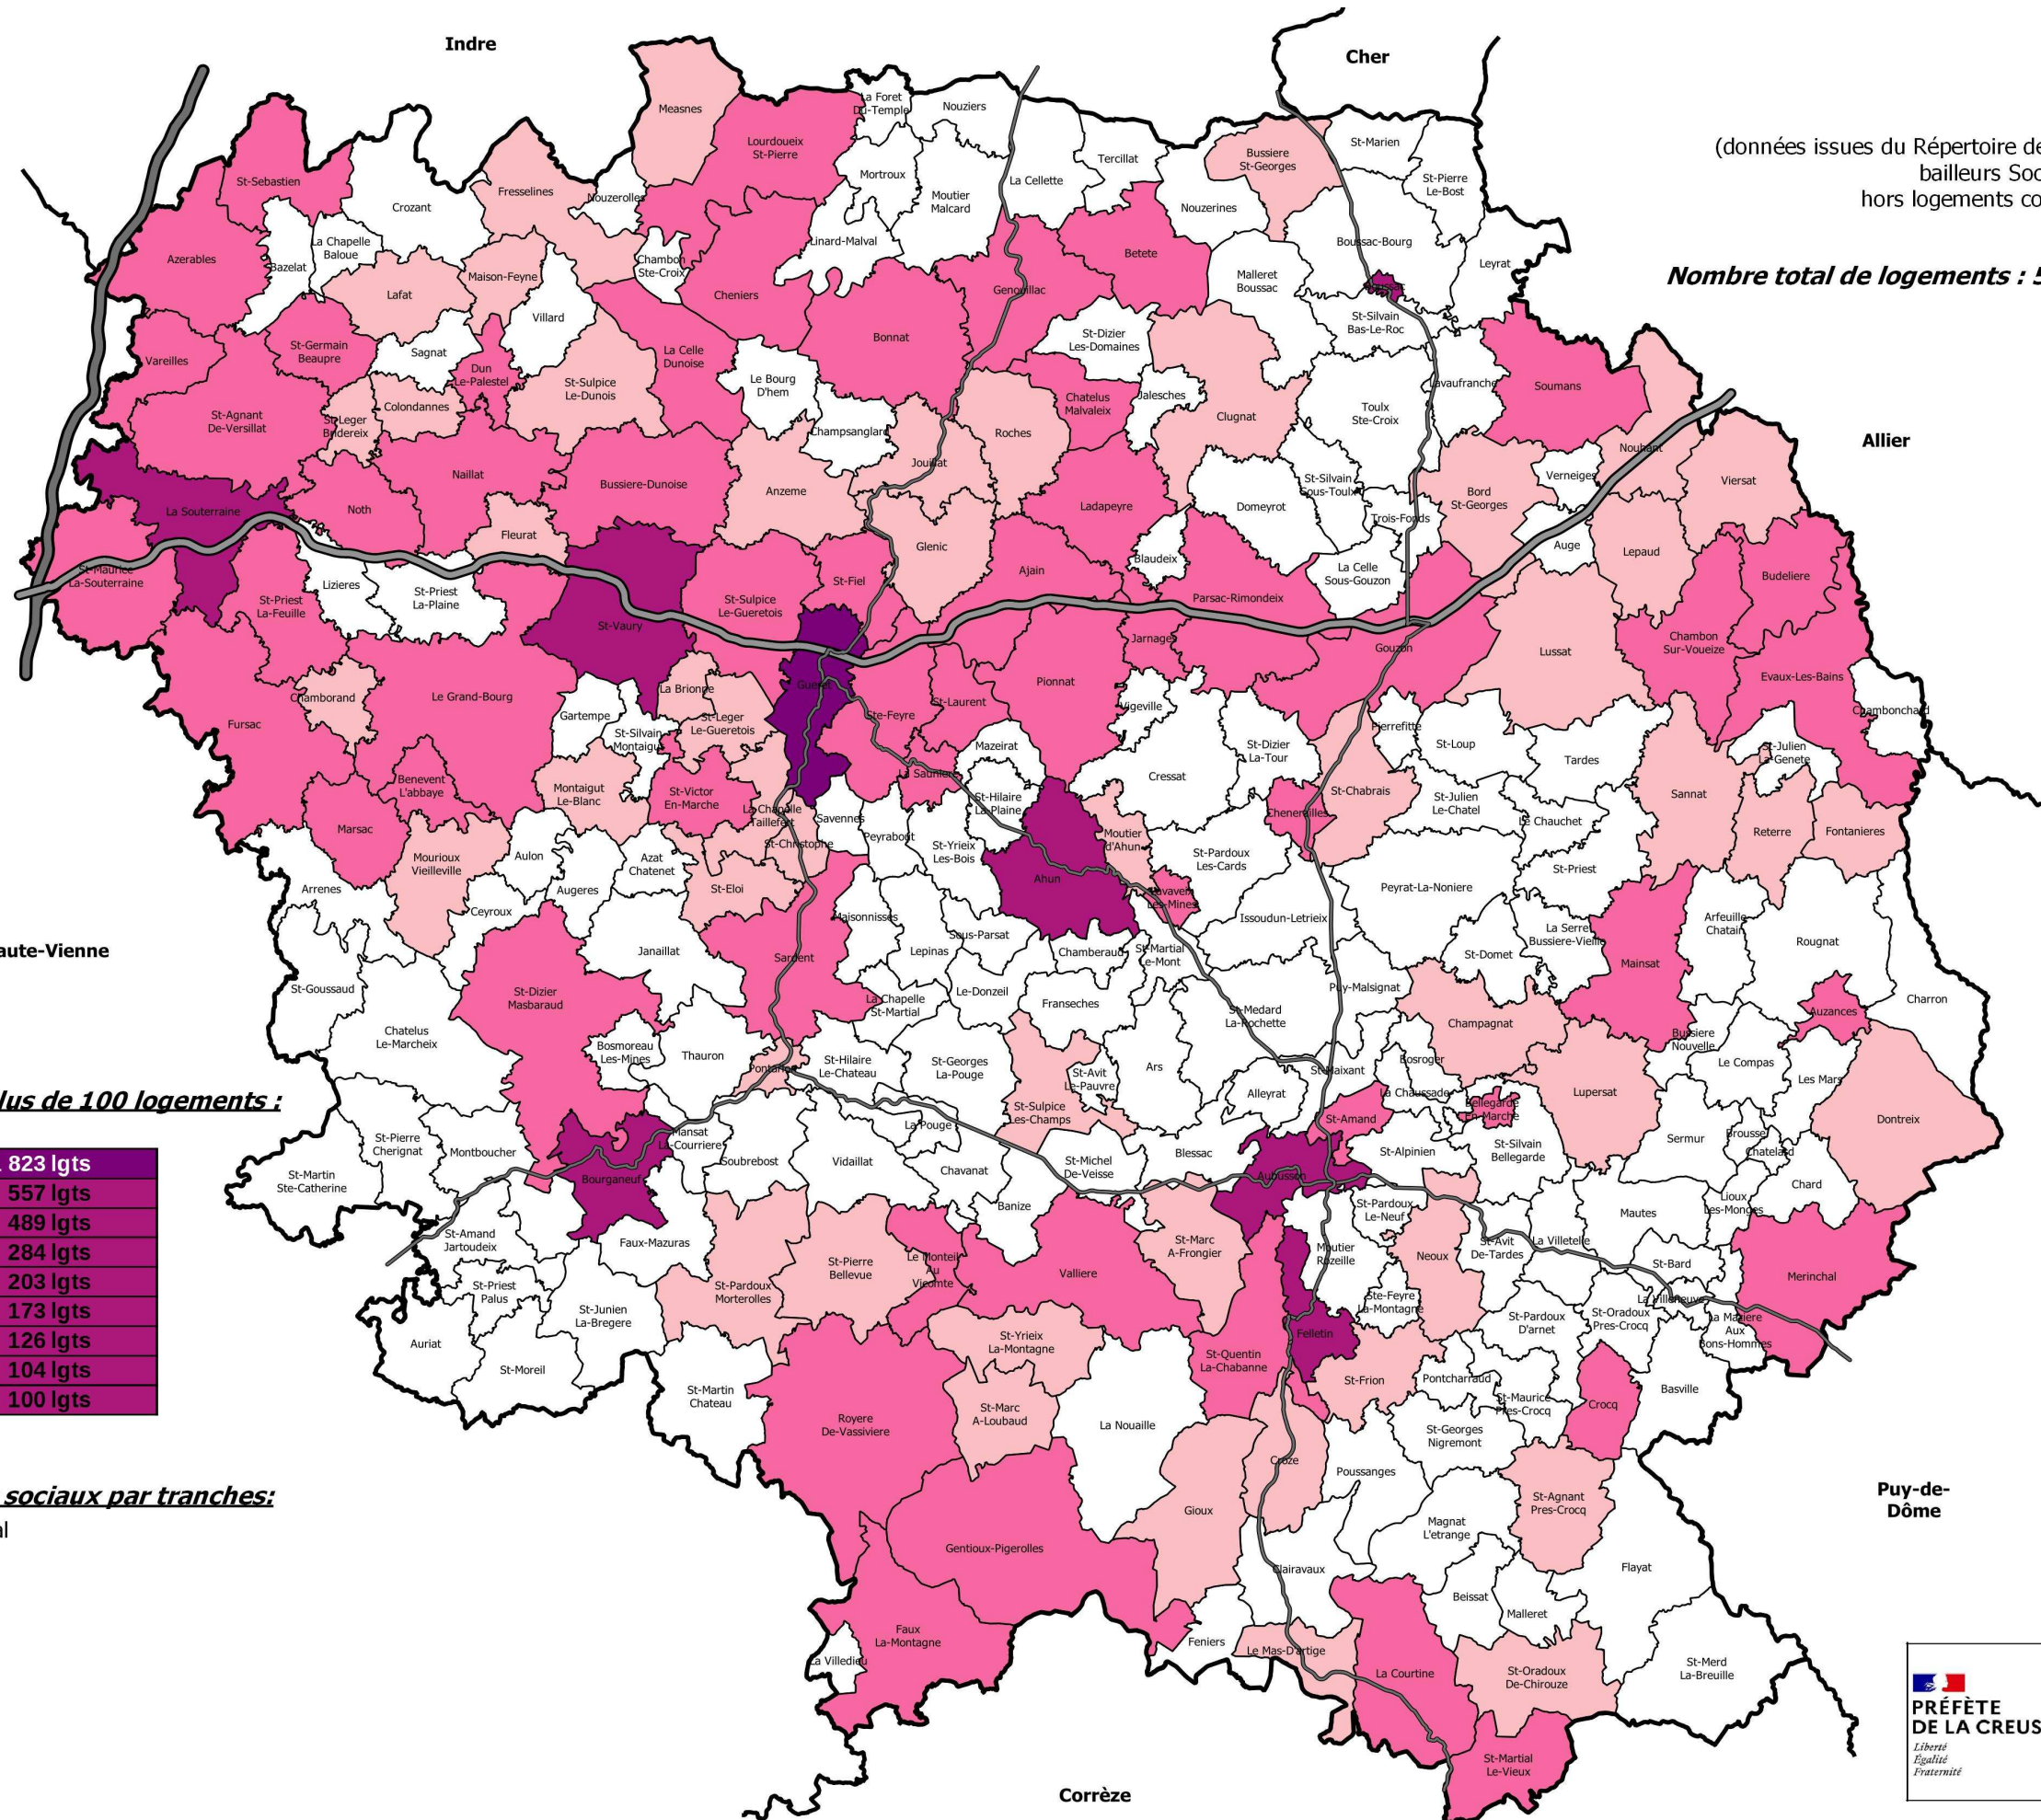 Indre
Cher
(données issues du Répertoire de
bailleurs Soc
hors logements co
Nombre total de logements : 5
Allier
Puy-de-
Dôme
Corrèze
aute-Vienne
lus de 100 logements :
823 lgts
557 lgts
489 lgts
284 lgts
203 lgts
173 lgts
126 lgts
104 lgts
100 lgts
sociaux par tranches:
al
Measnes
La Foret
Du-Temple
Nouziers
Lourdoueix
St-Pierre
Tercillat
Bussiere
St-Georges
St-Marien
St-Pierre
Le-Bost
St-Sebastien
Crozant
Fresselines
Nouzerolles
Mortroux
Moutier
Malcard
La Cellette
Nouzerines
Azerables
Bazelat
La Chapelle
Baloue
Lafat
Maison-Feyne
Chambon
Ste-Croix
Linard-Malval
Betete
Boussac-Bourg
Leyrat
Malleret
Boussac
Boussac
Cheniers
Genouillac
Villard
Vareilles
St-Germain
Beaupre
Sagnat
Dun
Le-Palestel
St-Sulpice
Le-Dunois
La Celle
Dunoise
Le Bourg
D'hem
Bonnat
St-Dizier
Les-Domaines
St-Silvain
Bas-Le-Roc
Lavaufranche
Soumans
St-Agnant
De-Versillat
St-Leger
Bridereix
Colondannes
Champsanglard
Chatelus
Malvaleix
Jalesches
Clugnat
Toulx
Ste-Croix
Roches
Jouillat
Nouhant
La Souterraine
Noth
Naillat
Bussiere-Dunoise
Anzeme
Ladapeyre
Domeyrot
St-Silvain
Sous-Toulx
Trois-Fonds
Bord
St-Georges
Verneiges
Viersat
Fleurat
Glenic
Blaudeix
La Celle
Sous-Gouzon
Auge
Lepaud
St-Maurice
La-Souterraine
St-Priest
La-Feuille
Lizieres
St-Priest
La-Plaine
St-Vaury
St-Sulpice
Le-Gueretois
St-Fiel
Ajain
Parsac-Rimondeix
Budeliere
Chambon
Sur-Voueize
Jarnages
Gouzon
Lussat
Evaux-Les-Bains
Chambonchard
Fursac
Chamborand
Le Grand-Bourg
Gartempe
St-Silvain
Montaigut
La Brionne
St-Leger
Le-Gueretois
Gueret
Ste-Feyre
St-Laurent
Pionnat
Vigeville
Pierrefitte
St-Loup
Tardes
St-Julien
La-Genete
Benevent
L'abbaye
Montaigut
Le-Blanc
St-Victor
En-Marche
La Chapelle
Taillefert
Savennes
La Sauniere
Mazeirat
St-Hilaire
La-Plaine
Cressat
St-Dizier
La-Tour
St-Chabrais
Chenerailles
St-Julien
Le-Chatel
Le Chauchet
Sannat
Reterre
Fontanieres
Marsac
Mourioux
Vieilleville
Aulon
Augeres
Azat
Chatenet
St-Christophe
Peyrabout
St-Yrieix
Les-Bois
Ahun
Moutier
d'Ahun
St-Pardoux
Les-Cards
Peyrat-La-Noniere
St-Priest
Arrenes
Ceyroux
St-Eloi
Maisonnisses
Lavaveix
Les-Mines
Issoudun-Letrieix
La Serre
Bussiere-Vieille
Arfeuille
Chatain
Rougnat
Janaillat
Sardent
Lepinas
Sous-Parsat
Chamberaud
St-Martial
Le-Mont
St-Domet
Mainsat
St-Goussaud
St-Dizier
Masbaraud
La Chapelle
St-Martial
Le-Donzeil
Franseches
St-Medard
La-Rochette
Puy-Malsignat
Champagnat
Auzances
Charron
Chatelus
Le-Marcheix
Bosmoreau
Les-Mines
Thauron
Pontarion
St-Hilaire
Le-Chateau
St-Georges
La-Pouge
St-Avit
Le-Pauvre
Ars
St-Maixant
Bosroger
Bussiere
Nouvelle
Le Compas
Les Mars
St-Sulpice
Les-Champs
Alleyrat
La Chaussade
Bellegarde
En-Marche
Lupersat
Dontreix
St-Pierre
Cherignat
Montboucher
Mansat
La-Courriere
La Pouge
St-Amand
St-Alpinien
St-Silvain
Bellegarde
Sermur
Brousse
Chatelard
St-Martin
Ste-Catherine
Bourganeuf
Soubrebost
Vidaillat
Chavanat
St-Michel
De-Veisse
Blessac
Aubusson
Chard
Banize
St-Pardoux
Le-Neuf
Lioux
Les-Monges
Mautes
St-Amand
Jartoudeix
Faux-Mazuras
St-Marc
A-Frongier
Moutier
Rozeille
Neoux
St-Avit
De-Tardes
La Villetelle
St-Bard
St-Priest
Palus
St-Pardoux
Morterolles
St-Pierre
Bellevue
Le Monteil
Au
Vicomte
Valliere
Merinchal
La Villeneuve
St-Junien
La-Bregere
Ste-Feyre
La-Montagne
St-Pardoux
D'arnet
St-Oradoux
Pres-Crocq
La Maziere
Aux
Bons-Hommes
Auriat
St-Moreil
St-Yrieix
La-Montagne
Felletin
St-Quentin
La-Chabanne
St-Frion
Pontcharraud
St-Maurice
Pres-Crocq
Crocq
Basville
St-Martin
Chateau
Royere
De-Vassiviere
St-Marc
A-Loubaud
La Nouaille
St-Georges
Nigremont
Croze
Poussanges
Gioux
St-Agnant
Pres-Crocq
Magnat
L'etrange
Gentioux-Pigerolles
Clairavaux
Flayat
Beissat
Malleret
Faux
La-Montagne
La Villedieu
Feniers
Le Mas-D'artige
La Courtine
St-Oradoux
De-Chirouze
St-Merd
La-Breuille
St-Martial
Le-Vieux
PRÉFÈTE
DE LA CREUS
Liberté
Égalité
Fraternité